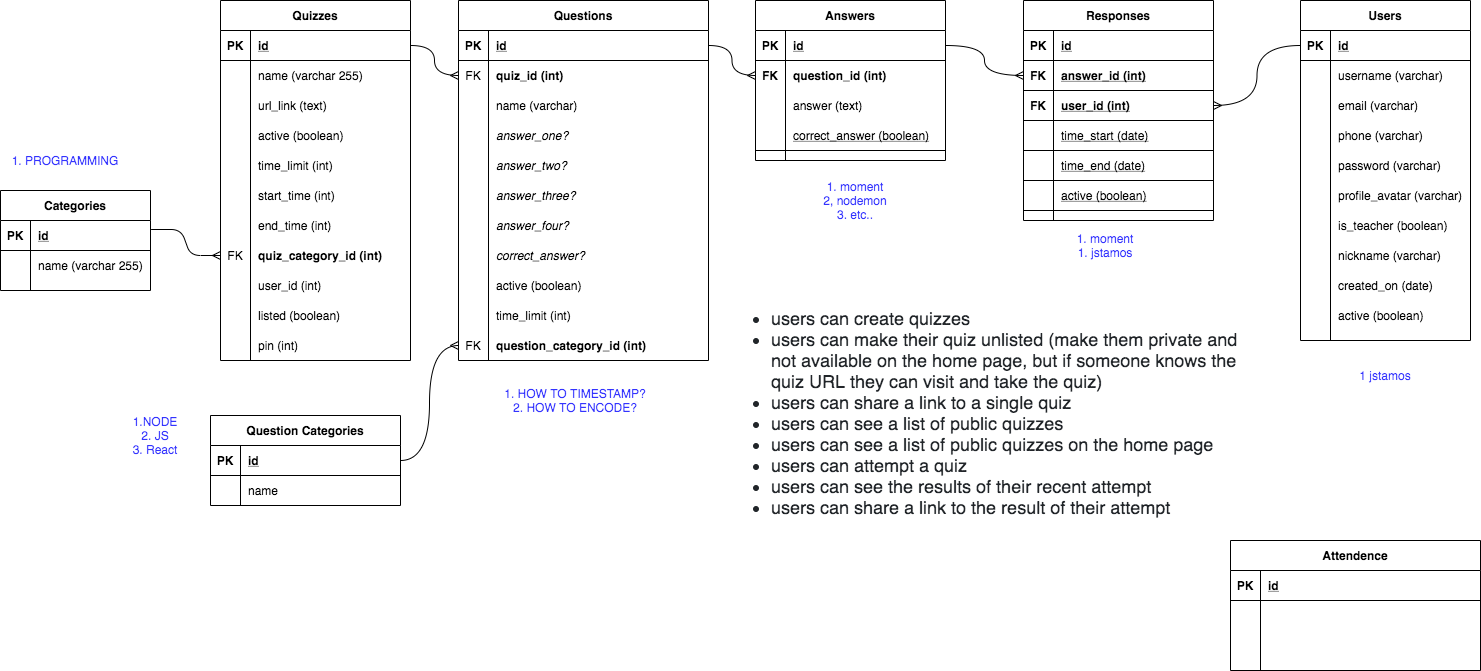 Quizzes
PK id
name (varchar 255)
url_link (text)
active (boolean)
time_limit (int)
start_time (int)
end_time (int)
FK quiz_category_id (int)
user_id (int)
listed (boolean)
pin (int)
Questions
PK id
FK quiz_id (int)
name (varchar)
answer_one?
answer_two?
answer_three?
answer_four?
correct_answer?
active (boolean)
time_limit (int)
FK question_category_id (int)
1. HOW TO TIMESTAMP?
2. HOW TO ENCODE?
Answers
PK id
FK question_id (int)
answer (text)
correct_answer (boolean)
1. moment
2, nodemon
3. etc..
Responses
PK id
FK answer_id (int)
FK user_id (int)
time_start (date)
time_end (date)
active (boolean)
1. moment
1. jstamos
Users
PK id
username (varchar)
email (varchar)
phone (varchar)
password (varchar)
profile_avatar (varchar)
is_teacher (boolean)
nickname (varchar)
created_on (date)
active (boolean)
1 jstamos
1. PROGRAMMING
Categories
PK id
name (varchar 255)
1.NODE
2. JS
3. React
Question Categories
PK id
name
• users can create quizzes
• users can make their quiz unlisted (make them private and
not available on the home page, but if someone knows the
quiz URL they can visit and take the quiz)
• users can share a link to a single quiz
• users can see a list of public quizzes
• users can see a list of public quizzes on the home page
• users can attempt a quiz
• users can see the results of their recent attempt
• users can share a link to the result of their attempt
Attendence
PK id